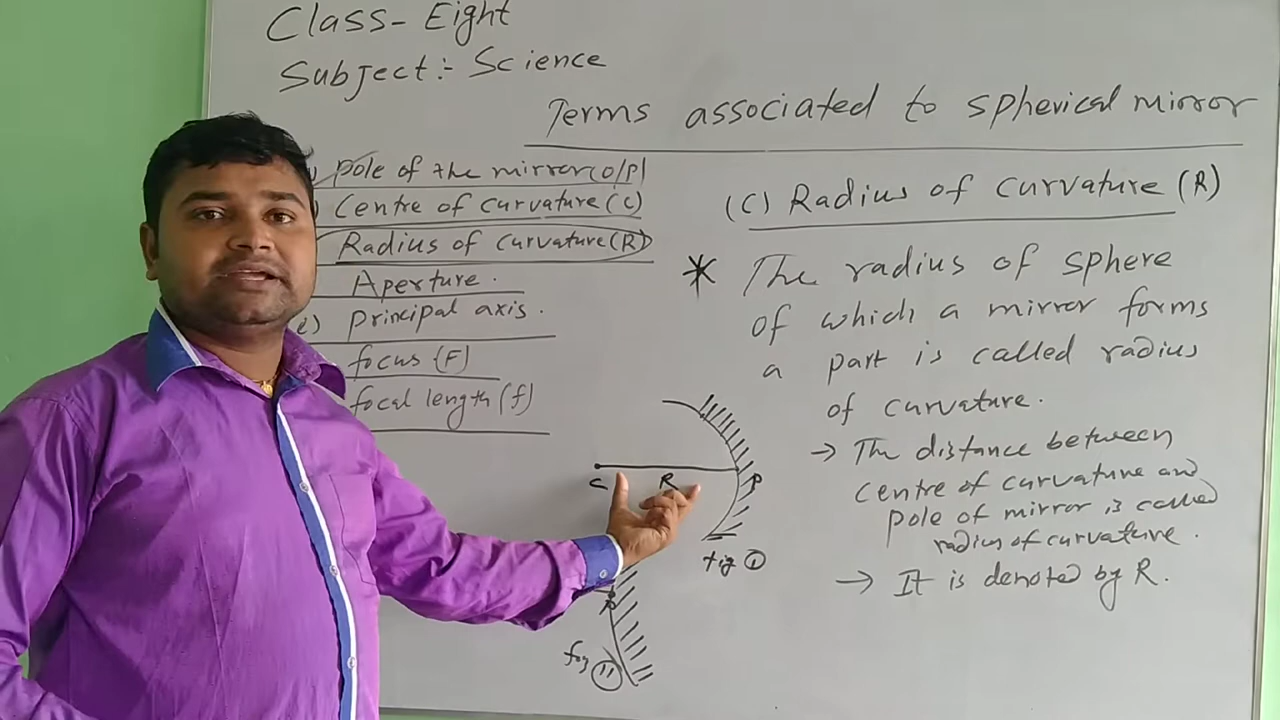 Class- Eight
Subject:- Science
Terms associated to spherical mirror
pole of the mirror(O/P)
Centre of curvature(C)
Radius of curvature(R)
Aperture.
e) principal axis.
focus (F)
focal length (f)
(C) Radius of curvature (R)
* The radius of sphere
of which a mirror forms
a part is called radius
of curvature.
→ The distance between
centre of curvature and
pole of mirror is called
radius of curvature.
→ It is denoted by R.
C R P
fig ①
P
fig ⑪